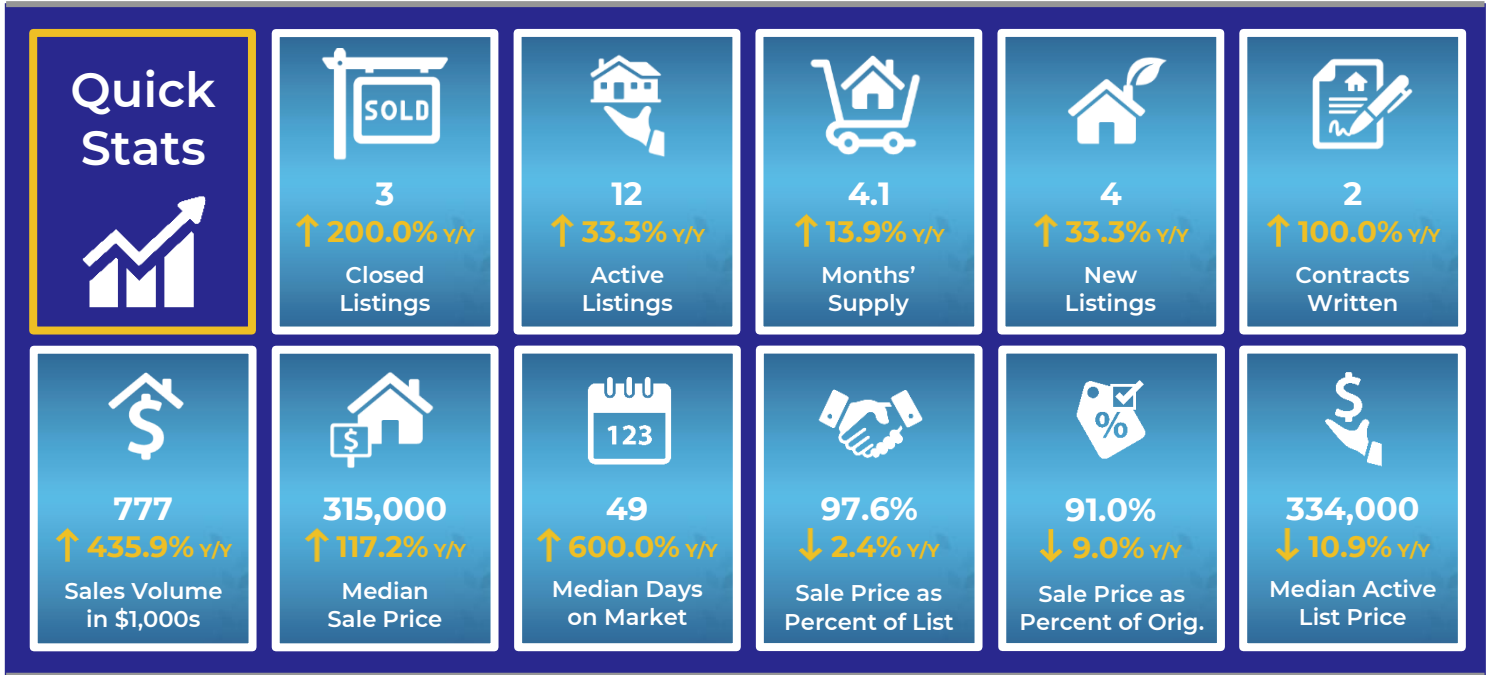 Quick
Stats
SOLD
3
↑ 200.0% Y/Y
Closed
Listings
12
↑ 33.3% Y/Y
Active
Listings
4.1
↑ 13.9% Y/Y
Months’
Supply
4
↑ 33.3% Y/Y
New
Listings
2
↑ 100.0% Y/Y
Contracts
Written
$
777
↑ 435.9% Y/Y
Sales Volume
in $1,000s
$
315,000
↑ 117.2% Y/Y
Median
Sale Price
123
49
↑ 600.0% Y/Y
Median Days
on Market
97.6%
↓ 2.4% Y/Y
Sale Price as
Percent of List
%
91.0%
↓ 9.0% Y/Y
Sale Price as
Percent of Orig.
$
334,000
↓ 10.9% Y/Y
Median Active
List Price